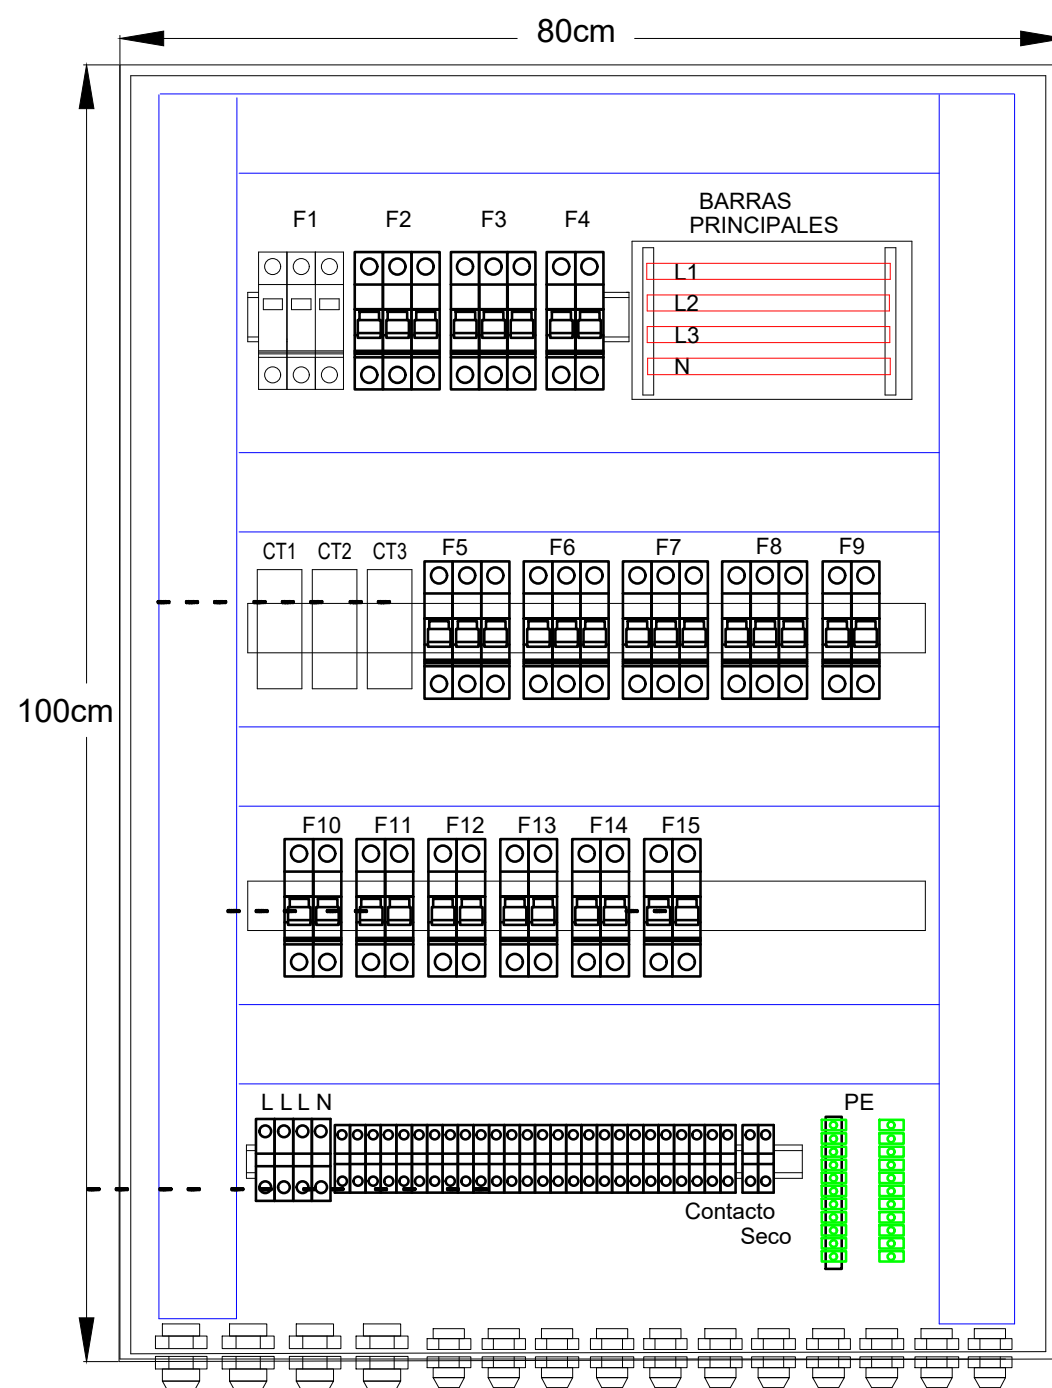 80cm
100cm
F1 F2 F3 F4
BARRAS
PRINCIPALES
L1
L2
L3
N
CT1 CT2 CT3 F5 F6 F7 F8 F9
F10 F11 F12 F13 F14 F15
L L L N
PE
Contacto
Seco